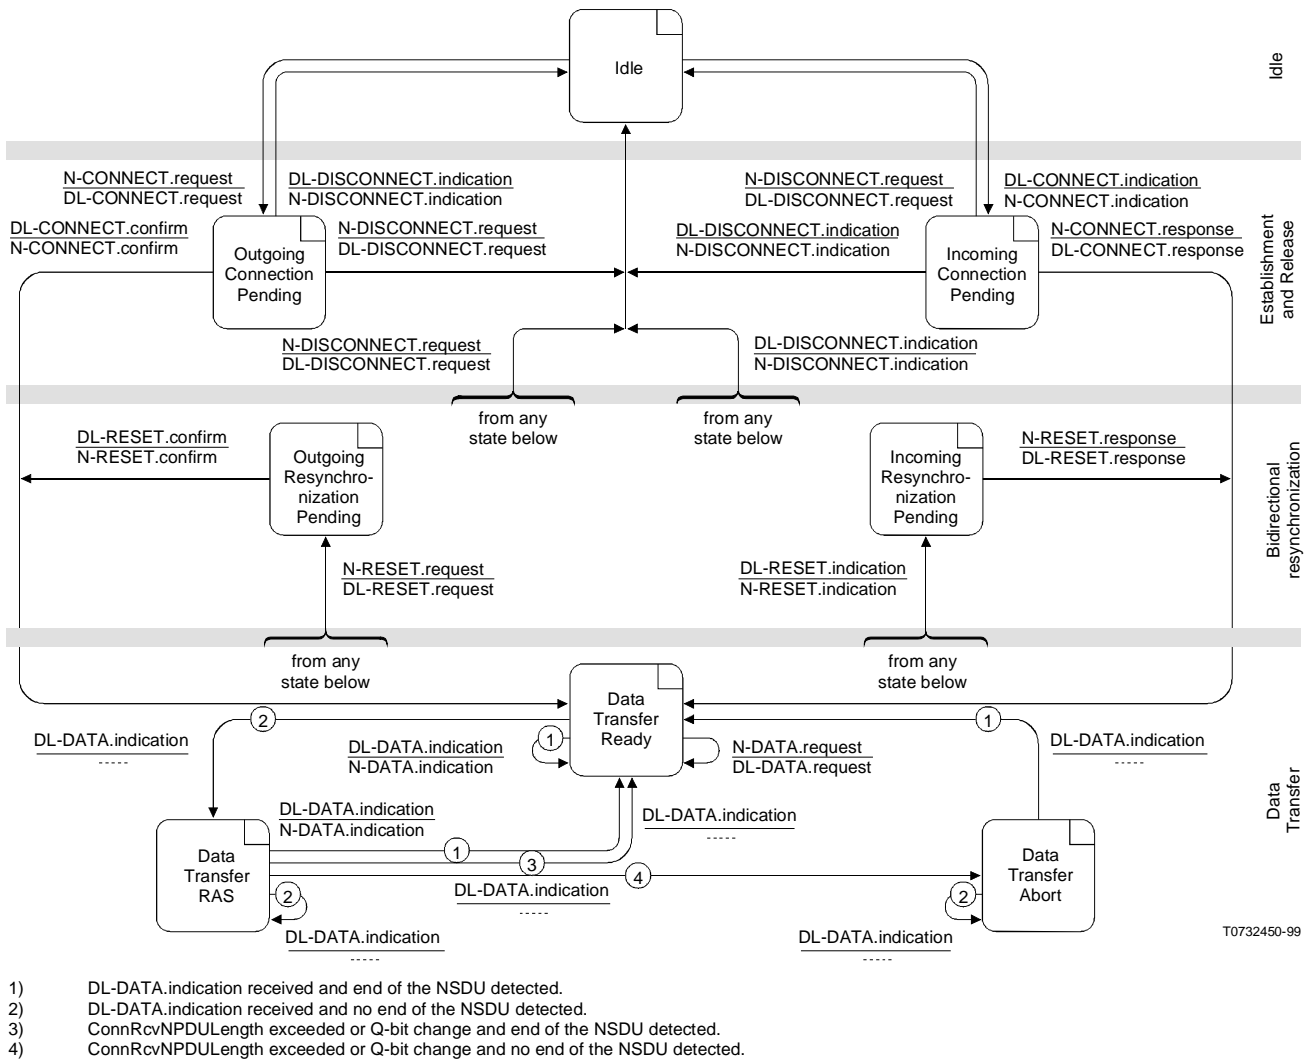 Idle
Idle
N-CONNECT.request
DL-CONNECT.request
DL-DISCONNECT.indication
N-DISCONNECT.indication
N-DISCONNECT.request
DL-DISCONNECT.request
DL-CONNECT.indication
N-CONNECT.indication
DL-CONNECT.confirm
N-CONNECT.confirm
Outgoing
Connection
Pending
N-DISCONNECT.request
DL-DISCONNECT.request
DL-DISCONNECT.indication
N-DISCONNECT.indication
Incoming
Connection
Pending
N-CONNECT.response
DL-CONNECT.response
Establishment
and Release
N-DISCONNECT.request
DL-DISCONNECT.request
DL-DISCONNECT.indication
N-DISCONNECT.indication
from any
state below
from any
state below
DL-RESET.confirm
N-RESET.confirm
Outgoing
Resynchro-
nization
Pending
Incoming
Resynchro-
nization
Pending
N-RESET.response
DL-RESET.response
Bidirectional
resynchronization
N-RESET.request
DL-RESET.request
DL-RESET.indication
N-RESET.indication
from any
state below
from any
state below
Data
Transfer
Ready
2
1
1
DL-DATA.indication
-----
DL-DATA.indication
N-DATA.indication
N-DATA.request
DL-DATA.request
DL-DATA.indication
-----
Data
Transfer
DL-DATA.indication
N-DATA.indication
DL-DATA.indication
-----
Data
Transfer
RAS
1
3
4
2
DL-DATA.indication
-----
Data
Transfer
Abort
2
DL-DATA.indication
-----
DL-DATA.indication
-----
T0732450-99
1) DL-DATA.indication received and end of the NSDU detected.
2) DL-DATA.indication received and no end of the NSDU detected.
3) ConnRcvNPDULength exceeded or Q-bit change and end of the NSDU detected.
4) ConnRcvNPDULength exceeded or Q-bit change and no end of the NSDU detected.